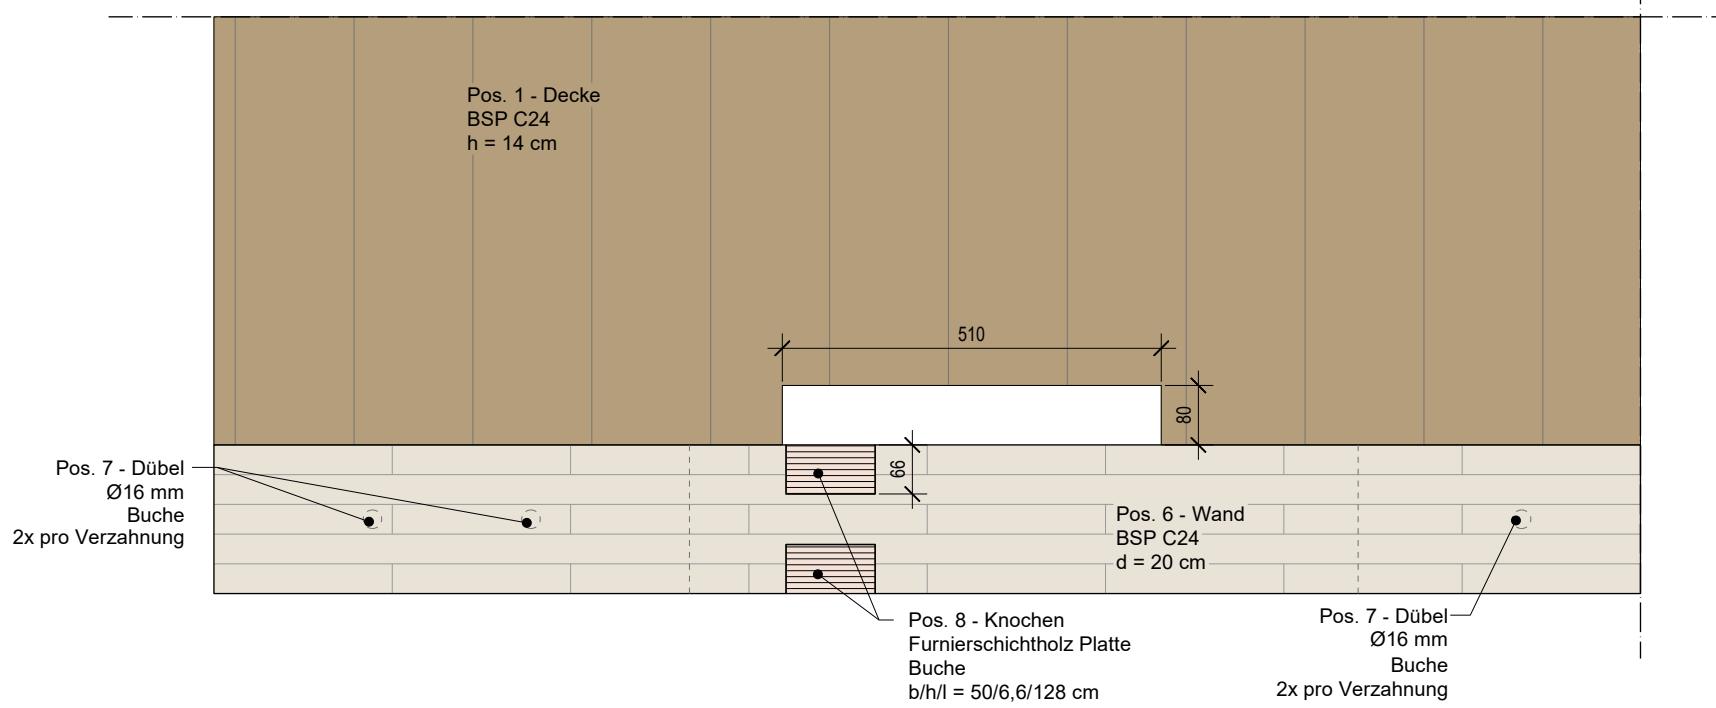 Pos. 1 - Decke
BSP C24
h = 14 cm
510
80
66
Pos. 7 - Dübel
Ø16 mm
Buche
2x pro Verzahnung
Pos. 6 - Wand
BSP C24
d = 20 cm
Pos. 8 - Knochen
Furnierschichtholz Platte
Buche
b/h/l = 50/6,6/128 cm
Pos. 7 - Dübel
Ø16 mm
Buche
2x pro Verzahnung